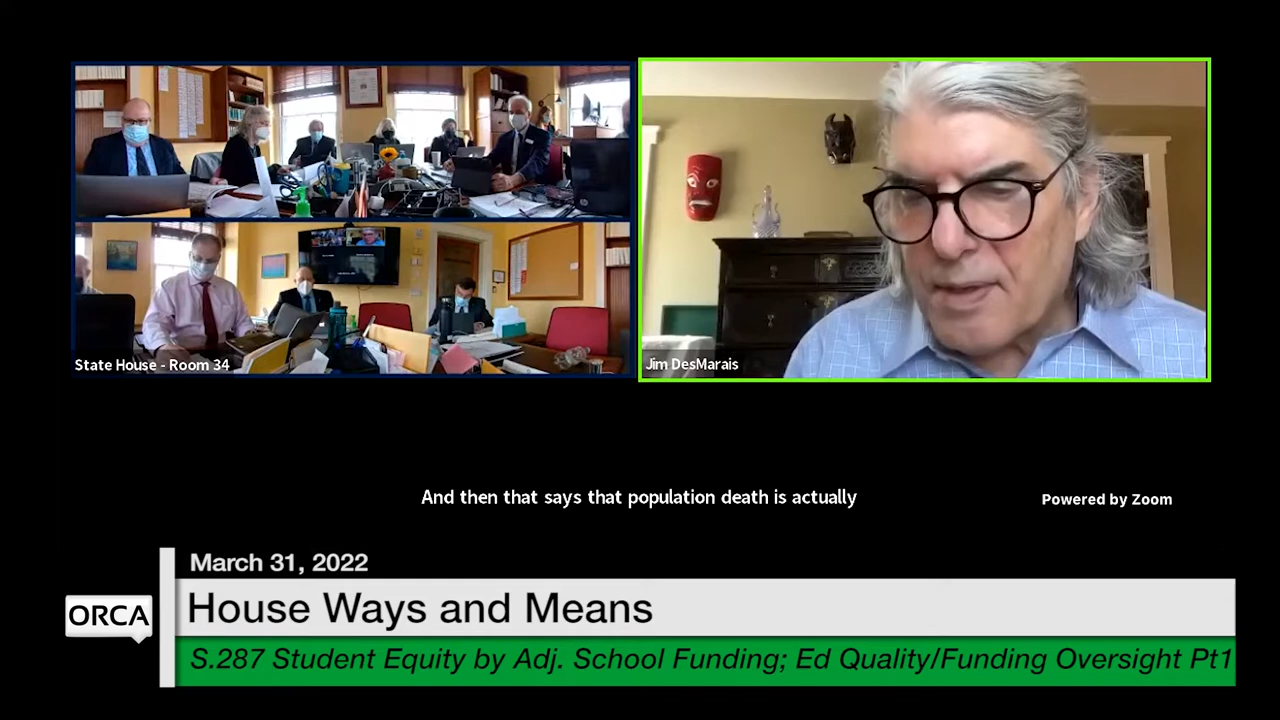 State House - Room 34
Jim DesMarais
And then that says that population death is actually
Powered by Zoom
March 31, 2022
ORCA
House Ways and Means
S.287 Student Equity by Adj. School Funding; Ed Quality/Funding Oversight Pt1